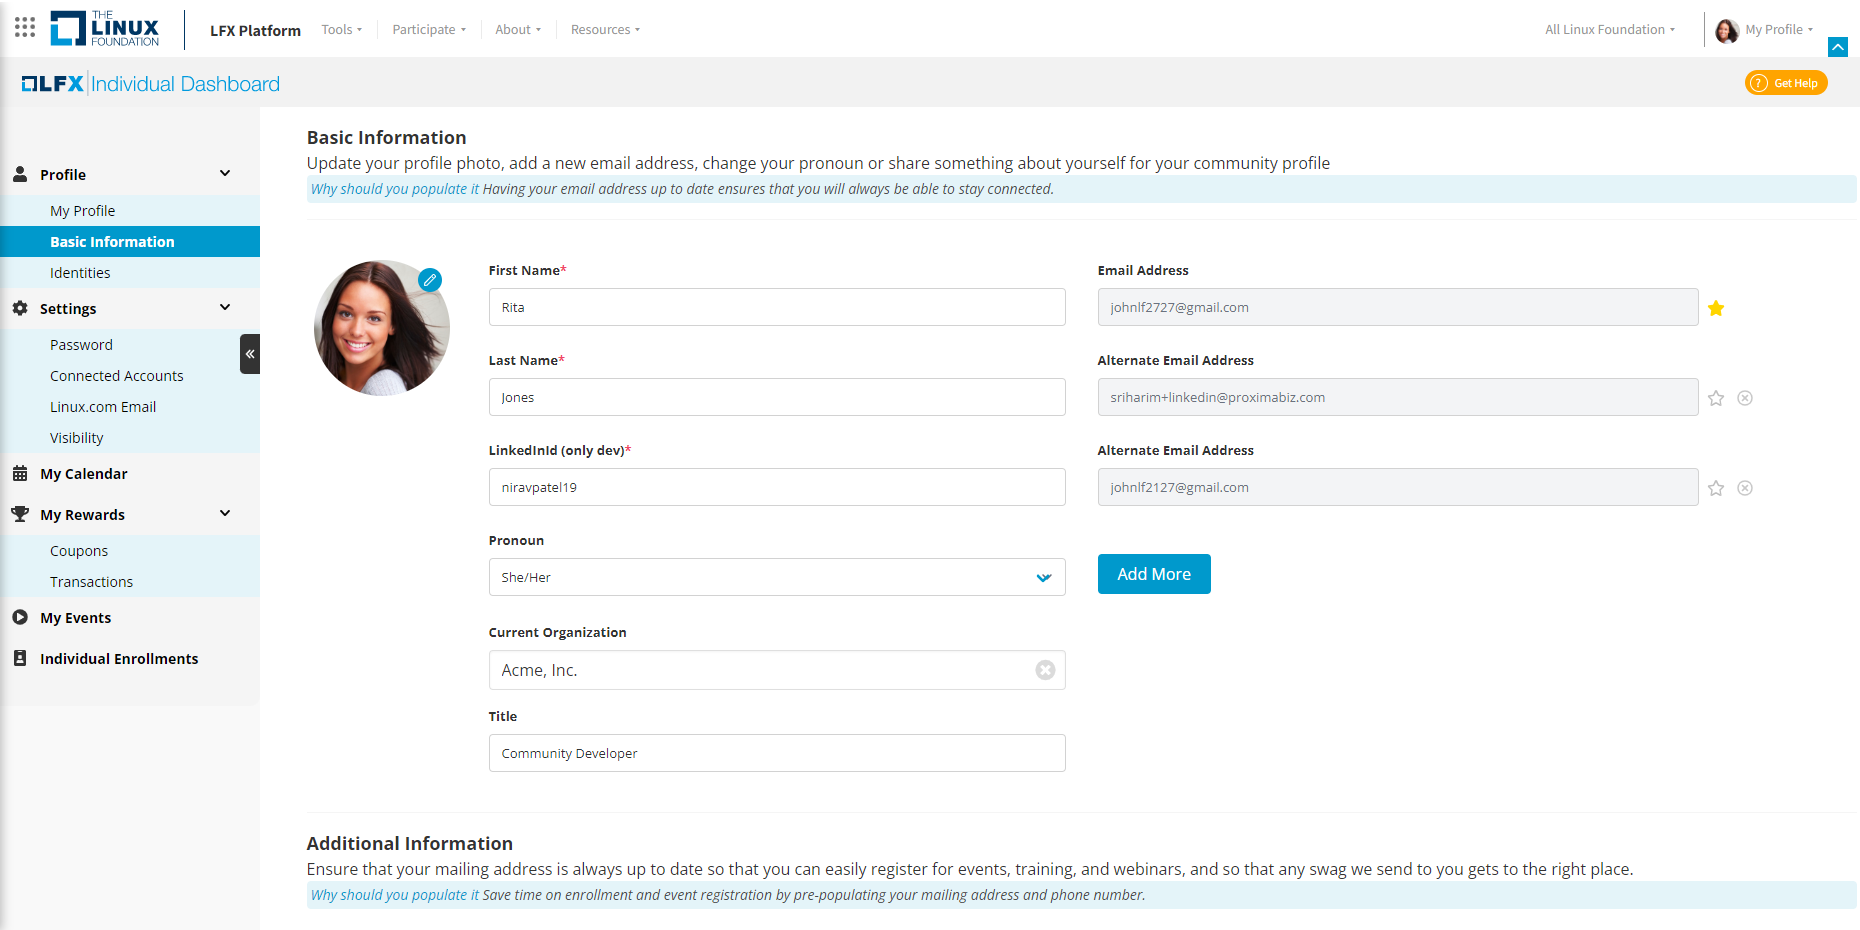 THE
LINUX
FOUNDATION
LFX Platform
Tools
Participate
About
Resources
All Linux Foundation
My Profile
LFX Individual Dashboard
? Get Help
Profile
My Profile
Basic Information
Identities
Settings
Password
Connected Accounts
Linux.com Email
Visibility
My Calendar
My Rewards
Coupons
Transactions
My Events
Individual Enrollments
Basic Information
Update your profile photo, add a new email address, change your pronoun or share something about yourself for your community profile
Why should you populate it Having your email address up to date ensures that you will always be able to stay connected.
First Name*
Rita
Last Name*
Jones
LinkedInId (only dev)*
niravpatel19
Pronoun
She/Her
Current Organization
Acme, Inc.
Title
Community Developer
Email Address
johnlf2727@gmail.com
Alternate Email Address
sriharim+linkedin@proximabiz.com
Alternate Email Address
johnlf2127@gmail.com
Add More
Additional Information
Ensure that your mailing address is always up to date so that you can easily register for events, training, and webinars, and so that any swag we send to you gets to the right place.
Why should you populate it Save time on enrollment and event registration by pre-populating your mailing address and phone number.